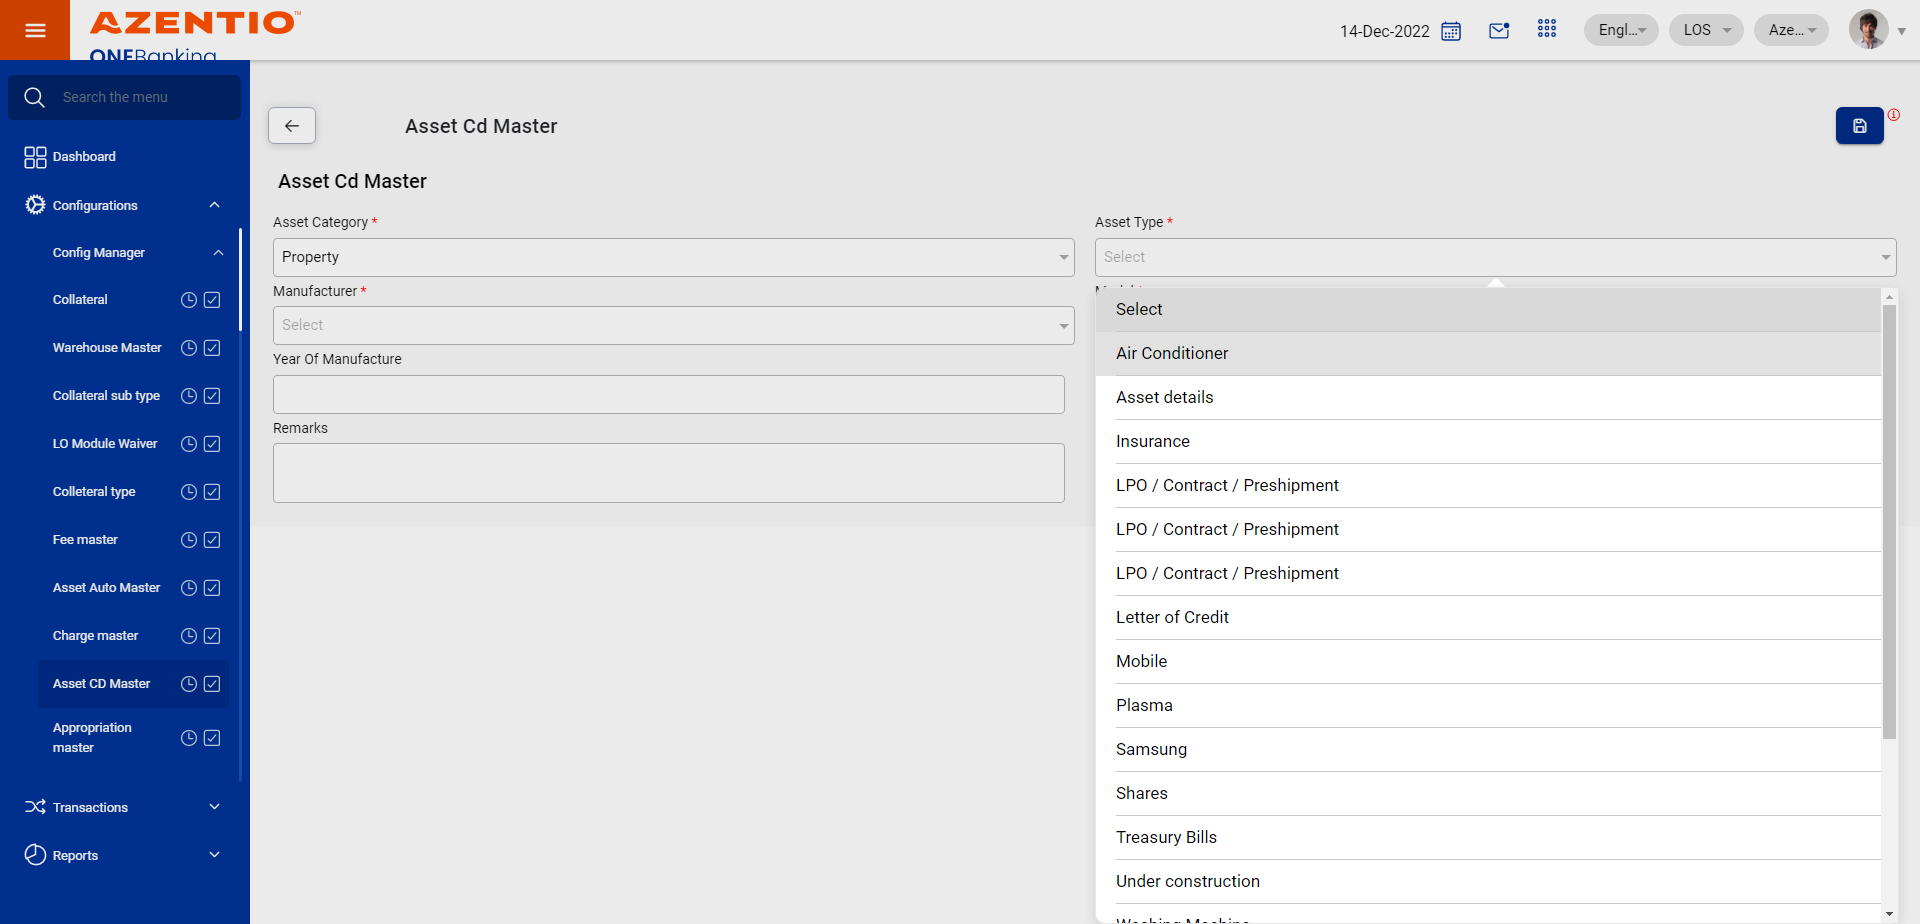 AZENTIO™
14-Dec-2022
Engl...
LOS
Aze...
ONEBanking
Search the menu
Dashboard
Configurations
Config Manager
Collateral
Warehouse Master
Collateral sub type
LO Module Waiver
Colleteral type
Fee master
Asset Auto Master
Charge master
Asset CD Master
Appropriation
master
Transactions
Reports
Asset Cd Master
Asset Cd Master
Asset Category *
Property
Asset Type *
Select
Manufacturer *
Select
Year Of Manufacture
Remarks
Select
Air Conditioner
Asset details
Insurance
LPO / Contract / Preshipment
LPO / Contract / Preshipment
LPO / Contract / Preshipment
Letter of Credit
Mobile
Plasma
Samsung
Shares
Treasury Bills
Under construction
Washing Machine